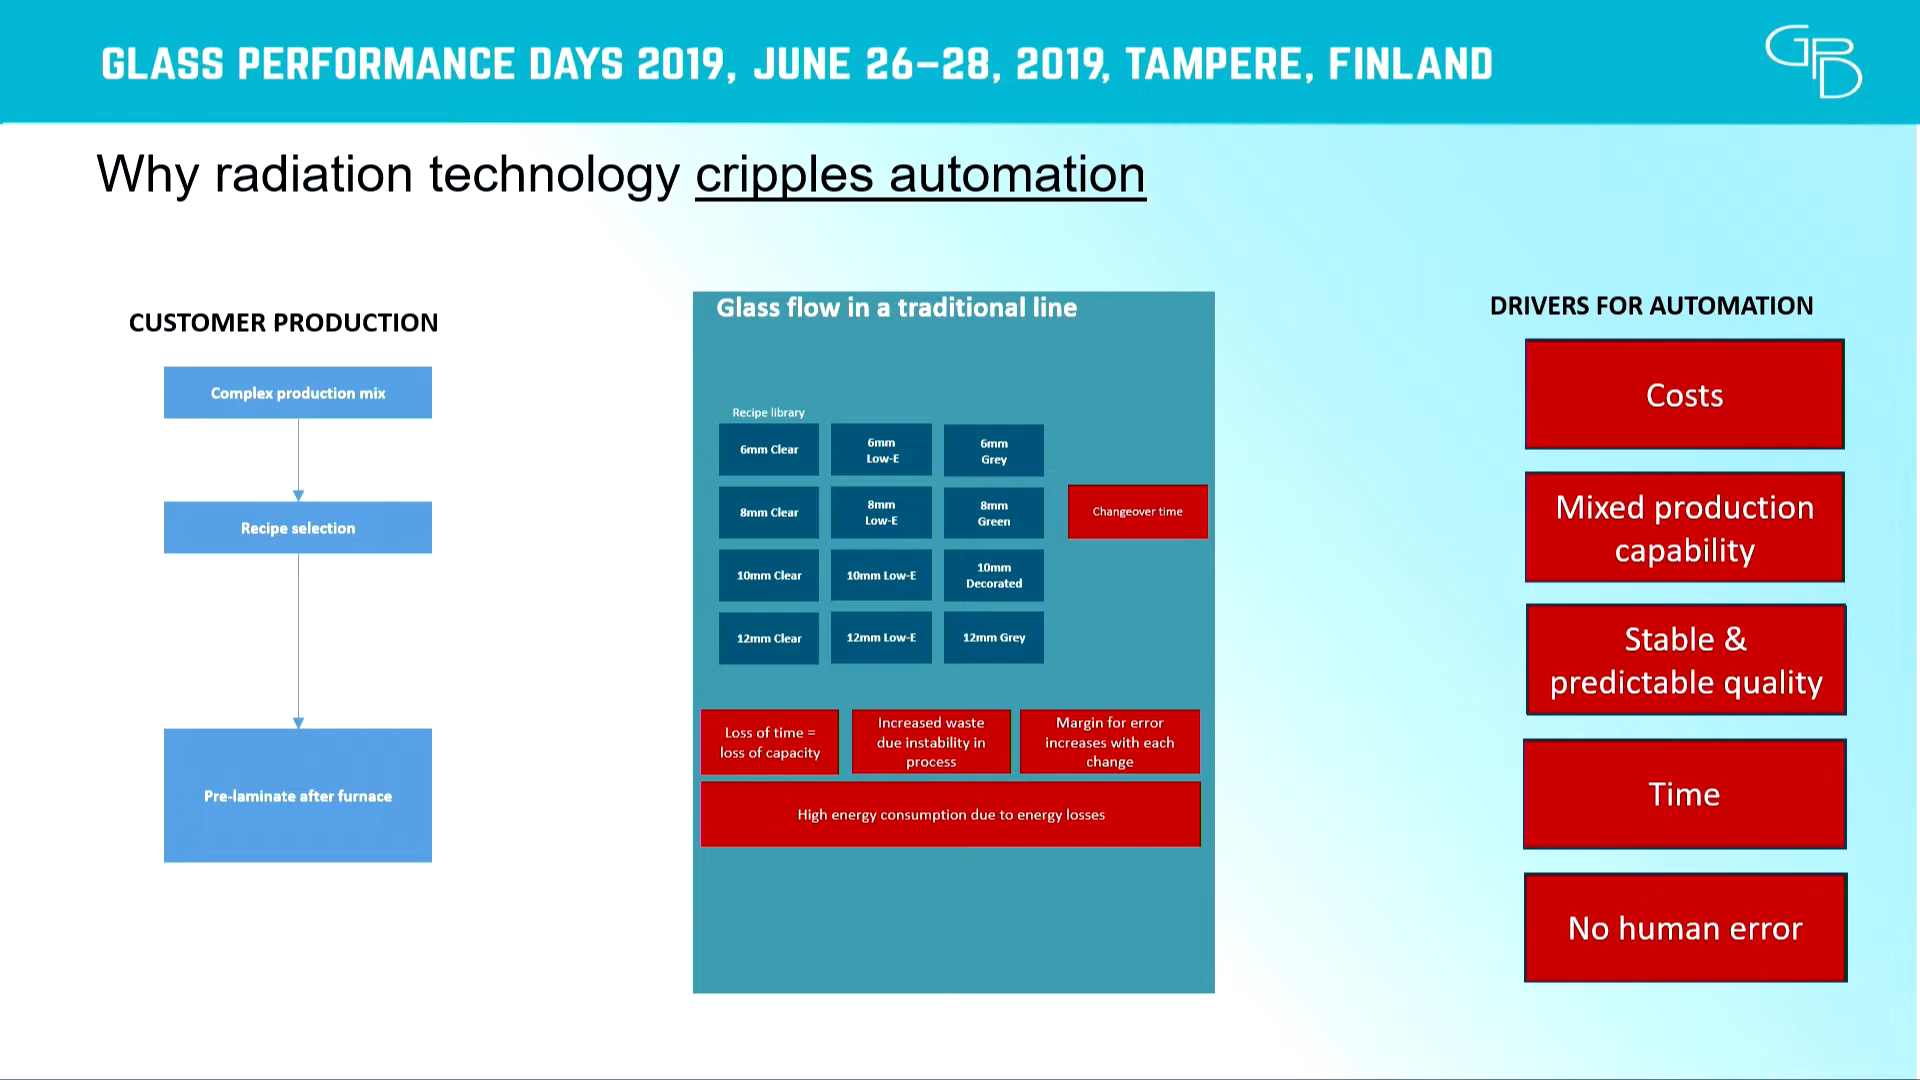 GLASS PERFORMANCE DAYS 2019, JUNE 26–28, 2019, TAMPERE, FINLAND
GPD
Why radiation technology cripples automation
CUSTOMER PRODUCTION
Complex production mix
Recipe selection
Pre-laminate after furnace
Glass flow in a traditional line
Recipe library
6mm Clear
6mm
Low-E
6mm
Grey
8mm Clear
8mm
Low-E
8mm
Green
10mm Clear
10mm Low-E
10mm
Decorated
12mm Clear
12mm Low-E
12mm Grey
Changeover time
Loss of time =
loss of capacity
Increased waste
due instability in
process
Margin for error
increases with each
change
High energy consumption due to energy losses
DRIVERS FOR AUTOMATION
Costs
Mixed production
capability
Stable &
predictable quality
Time
No human error